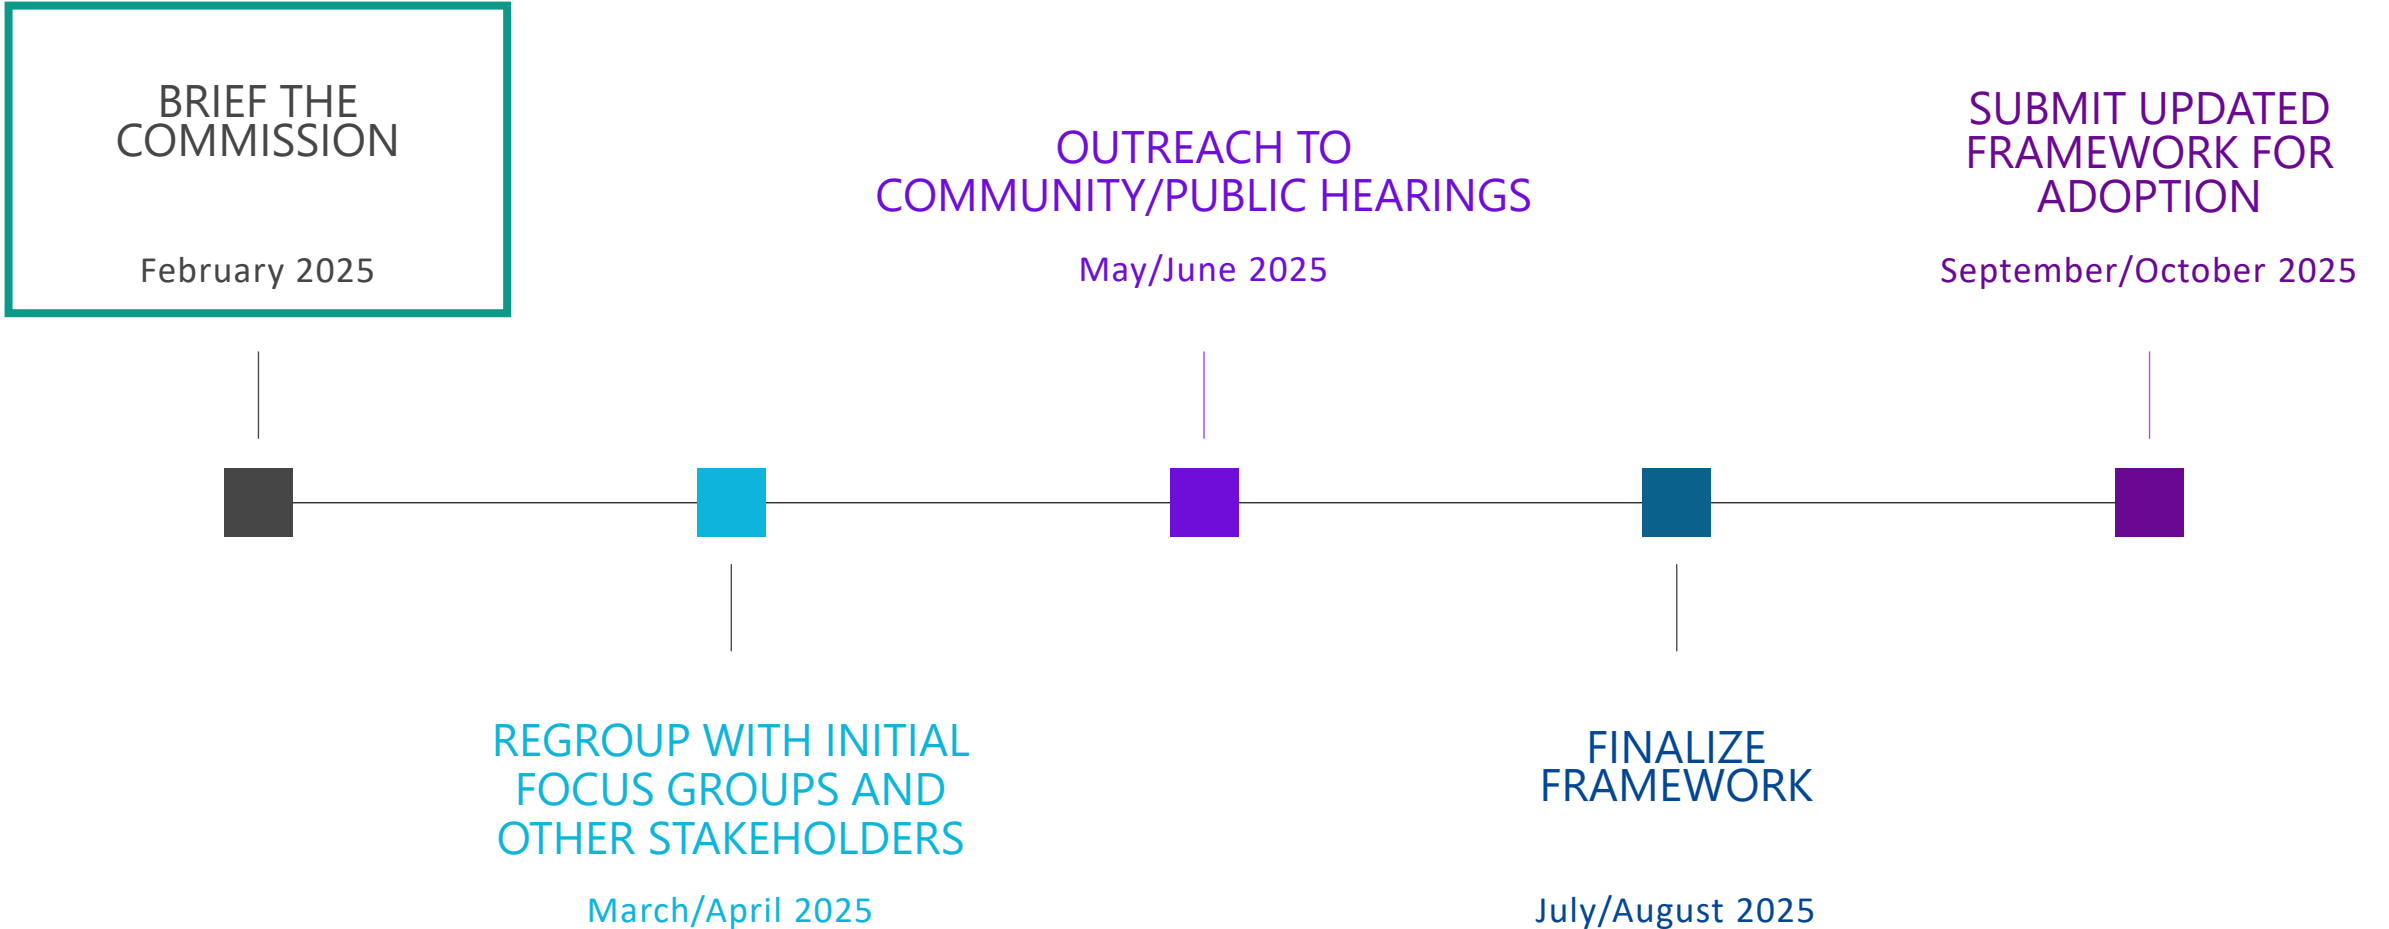 BRIEF THE
COMMISSION
February 2025
REGROUP WITH INITIAL
FOCUS GROUPS AND
OTHER STAKEHOLDERS
March/April 2025
OUTREACH TO
COMMUNITY/PUBLIC HEARINGS
May/June 2025
FINALIZE
FRAMEWORK
July/August 2025
SUBMIT UPDATED
FRAMEWORK FOR
ADOPTION
September/October 2025